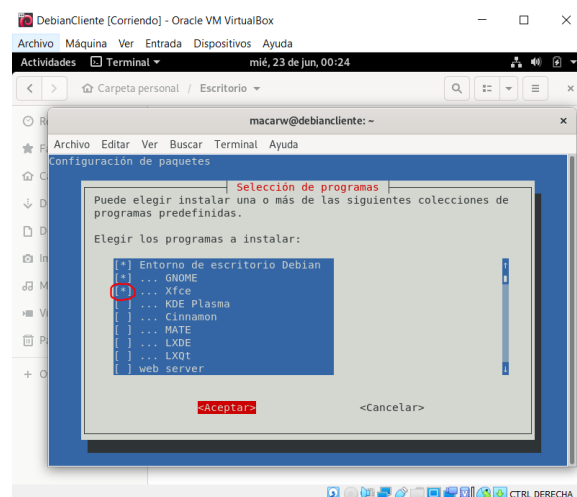 DebianCliente [Corriendo] - Oracle VM VirtualBox
Archivo Máquina Ver Entrada Dispositivos Ayuda
Actividades Terminal mié, 23 de jun, 00:24
Carpeta personal / Escritorio
macarw@debiancliente: ~
Archivo Editar Ver Buscar Terminal Ayuda
Configuración de paquetes
Selección de programas
Puede elegir instalar una o más de las siguientes colecciones de
programas predefinidas.
Elegir los programas a instalar:
[*] Entorno de escritorio Debian
[*] ... GNOME
[*] ... Xfce
[ ] ... KDE Plasma
[ ] ... Cinnamon
[ ] ... MATE
[ ] ... LXDE
[ ] ... LXQt
[ ] web server
<Aceptar> <Cancelar>
CTRL DERECHA